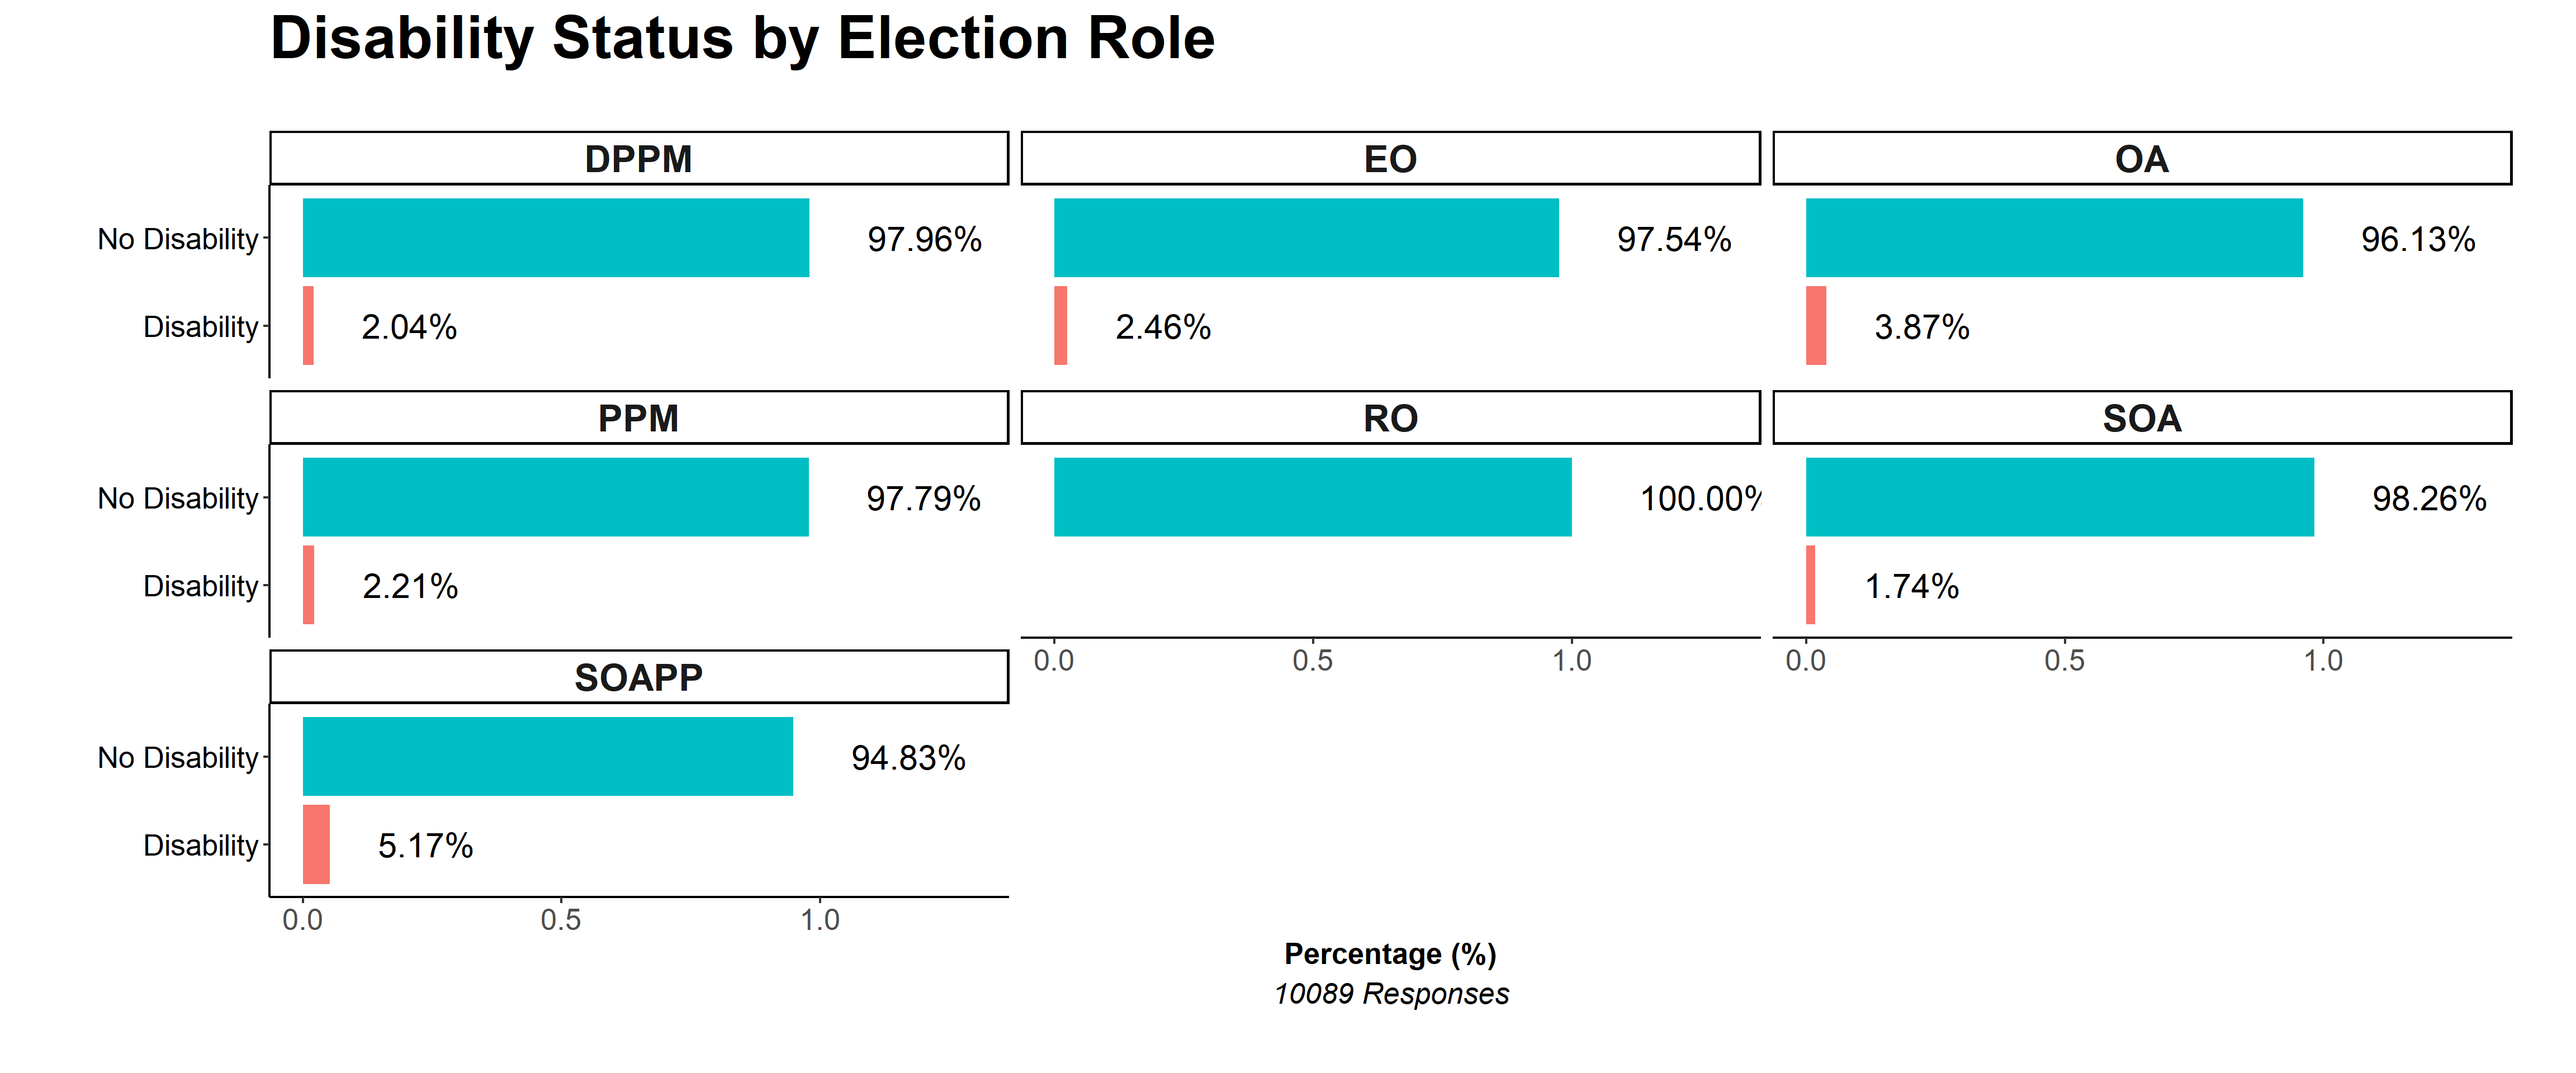 Disability Status by Election Role
DPPM
EO
OA
No Disability
97.96%
97.54%
96.13%
Disability
2.04%
2.46%
3.87%
PPM
RO
SOA
No Disability
97.79%
100.00%
98.26%
Disability
2.21%
1.74%
0.0
0.5
1.0
0.0
0.5
1.0
SOAPP
No Disability
94.83%
Disability
5.17%
0.0
0.5
1.0
Percentage (%)
10089 Responses